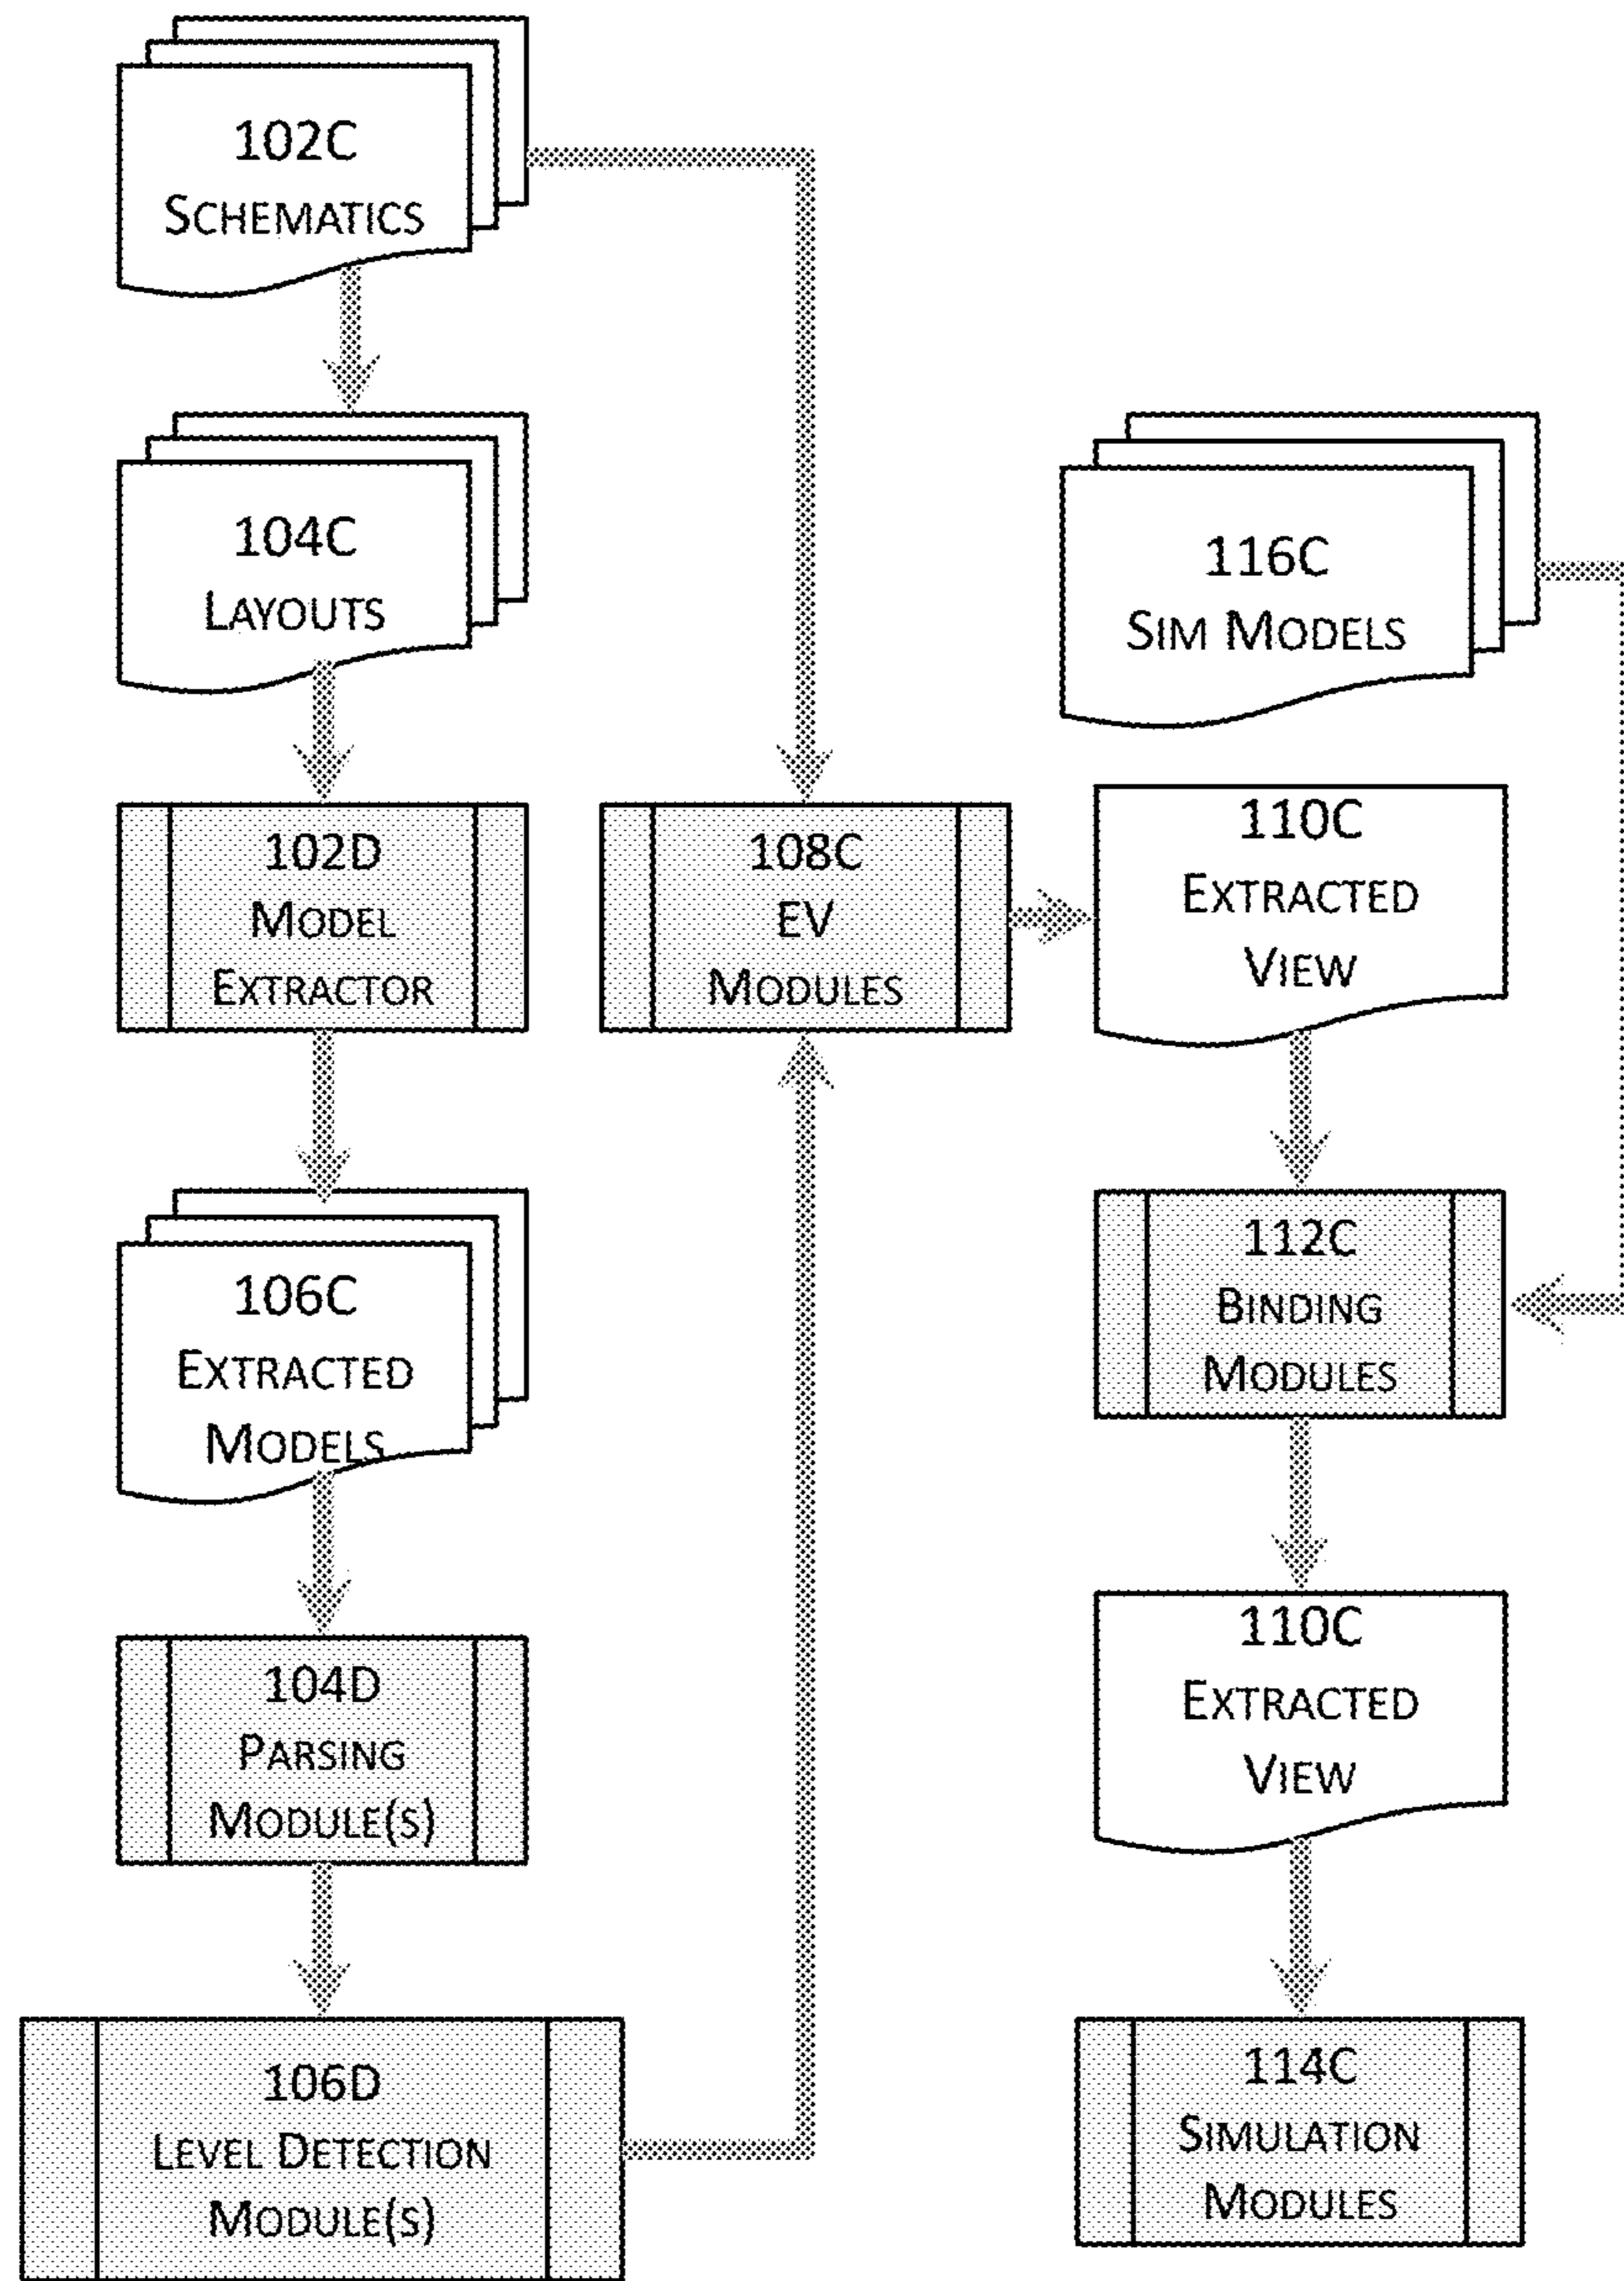 102C
SCHEMATICS
104C
LAYOUTS
102D
MODEL
EXTRACTOR
106C
EXTRACTED
MODELS
104D
PARSING
MODULE(S)
106D
LEVEL DETECTION
MODULE(S)
108C
EV
MODULES
116C
SIM MODELS
110C
EXTRACTED
VIEW
112C
BINDING
MODULES
110C
EXTRACTED
VIEW
114C
SIMULATION
MODULES